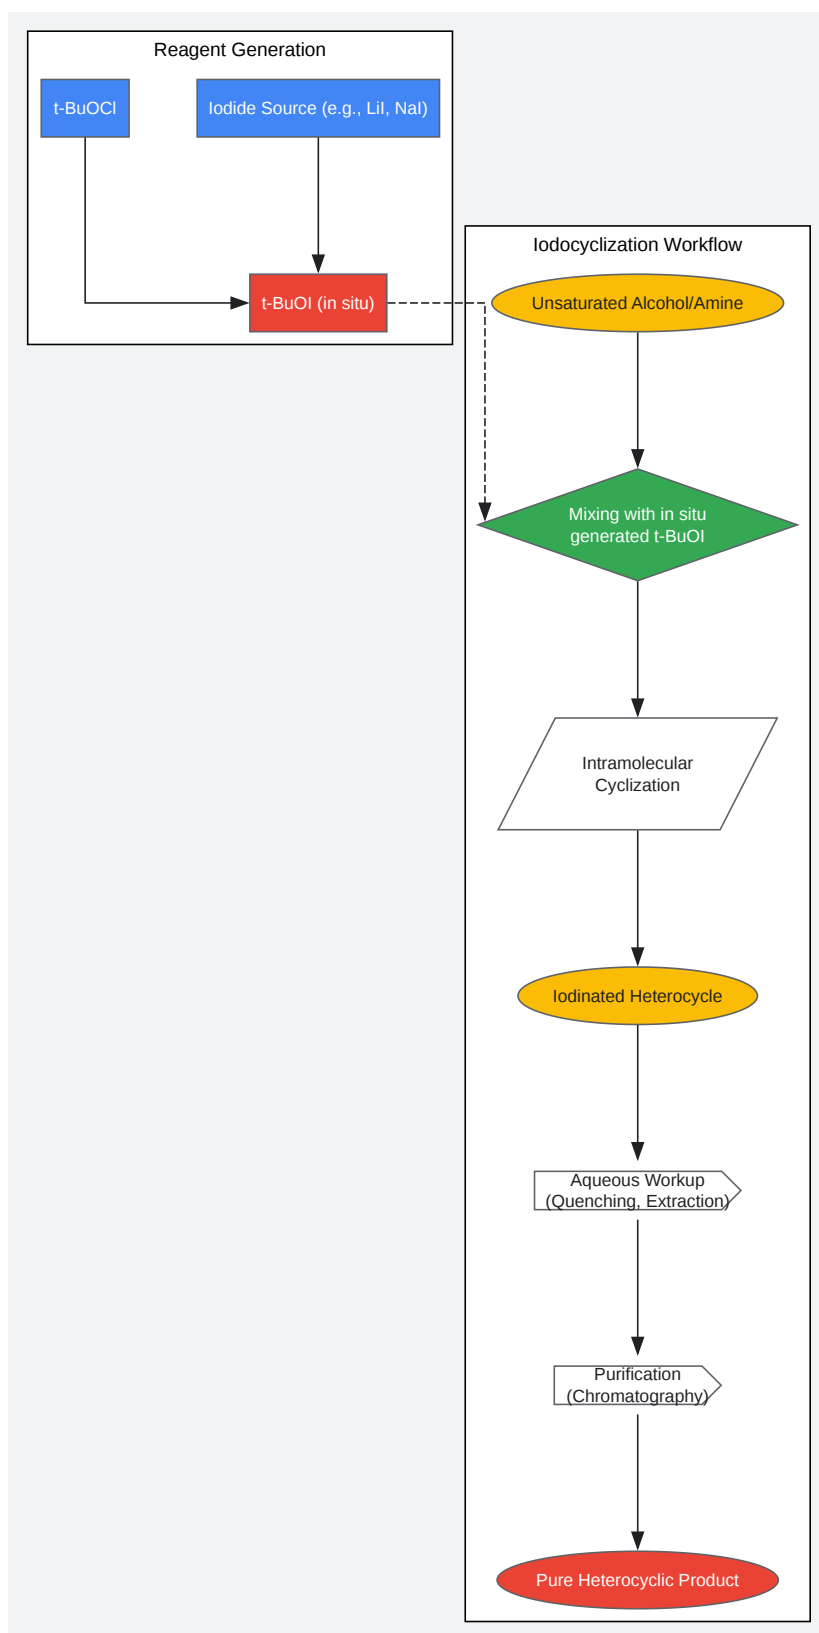 Reagent Generation
t-BuOCl
Iodide Source (e.g., LiI, NaI)
t-BuOI (in situ)
Iodocyclization Workflow
Unsaturated Alcohol/Amine
Mixing with in situ
generated t-BuOI
Intramolecular
Cyclization
Iodinated Heterocycle
Aqueous Workup
(Quenching, Extraction)
Purification
(Chromatography)
Pure Heterocyclic Product